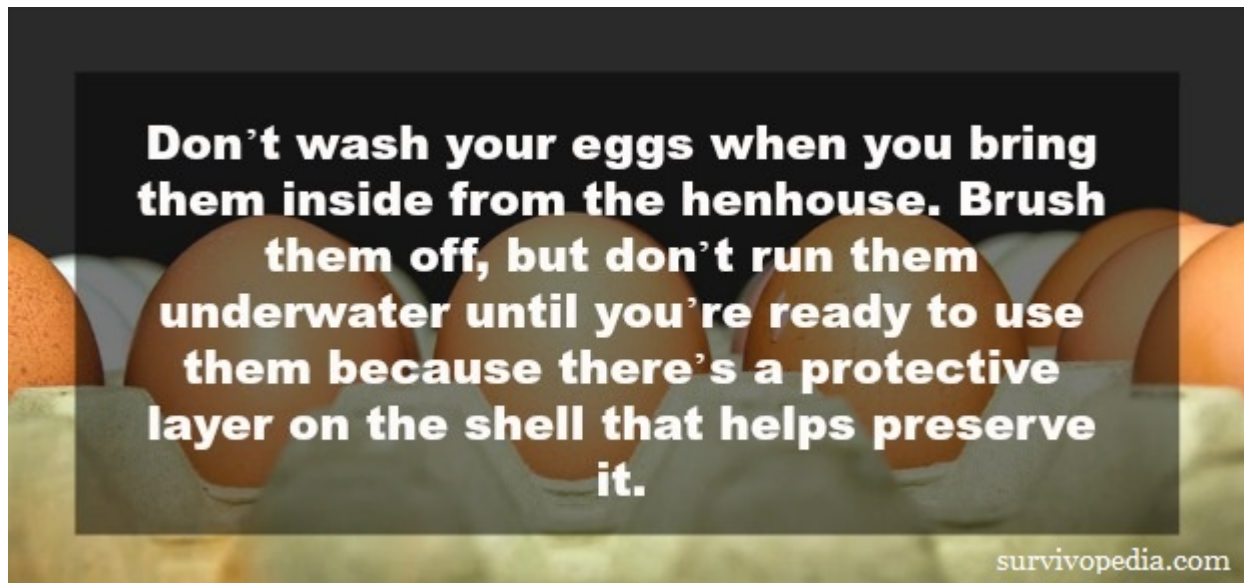 Don’t wash your eggs when you bring
them inside from the henhouse. Brush
them off, but don’t run them
underwater until you’re ready to use
them because there’s a protective
layer on the shell that helps preserve
it.
survivopedia.com